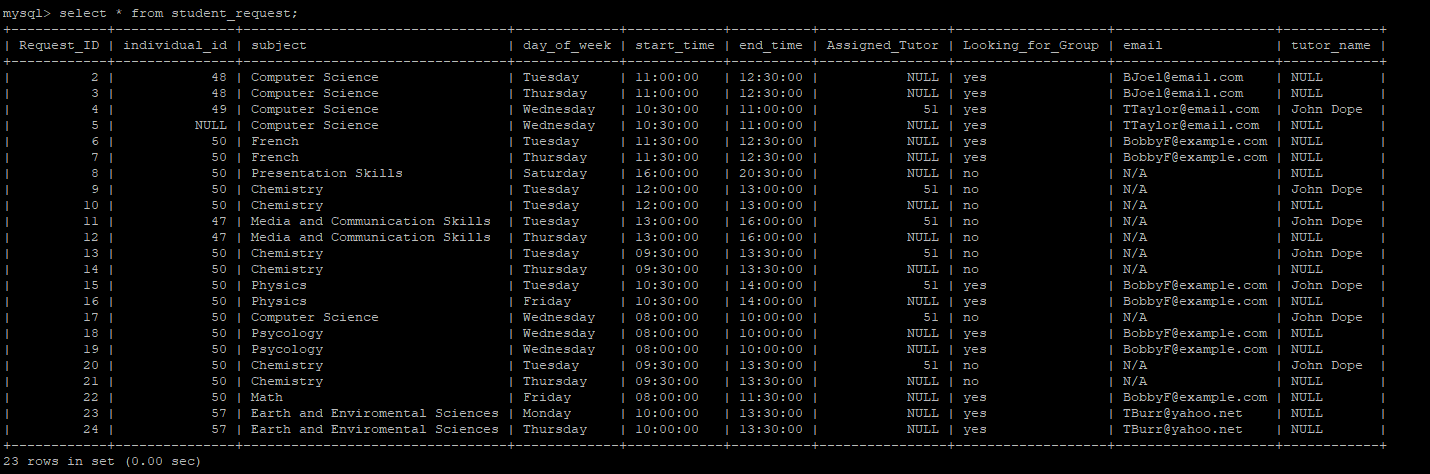 mysql> select * from student_request;
+------------+---------------+--------------------------------+-------------+------------+----------+----------------+-------------------+--------------------+------------+
| Request_ID | individual_id | subject                        | day_of_week | start_time | end_time | Assigned_Tutor | Looking_for_Group | email              | tutor_name |
+------------+---------------+--------------------------------+-------------+------------+----------+----------------+-------------------+--------------------+------------+
|          2 |            48 | Computer Science               | Tuesday     | 11:00:00   | 12:30:00 |           NULL | yes               | BJoel@email.com    | NULL       |
|          3 |            48 | Computer Science               | Thursday    | 11:00:00   | 12:30:00 |           NULL | yes               | BJoel@email.com    | NULL       |
|          4 |            49 | Computer Science               | Wednesday   | 10:30:00   | 11:00:00 |             51 | yes               | TTaylor@email.com  | John Dope  |
|          5 |          NULL | Computer Science               | Wednesday   | 10:30:00   | 11:00:00 |           NULL | yes               | TTaylor@email.com  | NULL       |
|          6 |            50 | French                         | Tuesday     | 11:30:00   | 12:30:00 |           NULL | yes               | BobbyF@example.com | NULL       |
|          7 |            50 | French                         | Thursday    | 11:30:00   | 12:30:00 |           NULL | yes               | BobbyF@example.com | NULL       |
|          8 |            50 | Presentation Skills            | Saturday    | 16:00:00   | 20:30:00 |           NULL | no                | N/A                | NULL       |
|          9 |            50 | Chemistry                      | Tuesday     | 12:00:00   | 13:00:00 |             51 | no                | N/A                | John Dope  |
|         10 |            50 | Chemistry                      | Tuesday     | 12:00:00   | 13:00:00 |           NULL | no                | N/A                | NULL       |
|         11 |            47 | Media and Communication Skills | Tuesday     | 13:00:00   | 16:00:00 |             51 | no                | N/A                | John Dope  |
|         12 |            47 | Media and Communication Skills | Thursday    | 13:00:00   | 16:00:00 |           NULL | no                | N/A                | NULL       |
|         13 |            50 | Chemistry                      | Tuesday     | 09:30:00   | 13:30:00 |             51 | no                | N/A                | John Dope  |
|         14 |            50 | Chemistry                      | Thursday    | 09:30:00   | 13:30:00 |           NULL | no                | N/A                | NULL       |
|         15 |            50 | Physics                        | Tuesday     | 10:30:00   | 14:00:00 |             51 | yes               | BobbyF@example.com | John Dope  |
|         16 |            50 | Physics                        | Friday      | 10:30:00   | 14:00:00 |           NULL | yes               | BobbyF@example.com | NULL       |
|         17 |            50 | Computer Science               | Wednesday   | 08:00:00   | 10:00:00 |             51 | no                | N/A                | John Dope  |
|         18 |            50 | Psycology                      | Wednesday   | 08:00:00   | 10:00:00 |           NULL | yes               | BobbyF@example.com | NULL       |
|         19 |            50 | Psycology                      | Wednesday   | 08:00:00   | 10:00:00 |           NULL | yes               | BobbyF@example.com | NULL       |
|         20 |            50 | Chemistry                      | Tuesday     | 09:30:00   | 13:30:00 |             51 | no                | N/A                | John Dope  |
|         21 |            50 | Chemistry                      | Thursday    | 09:30:00   | 13:30:00 |           NULL | no                | N/A                | NULL       |
|         22 |            50 | Math                           | Friday      | 08:00:00   | 11:30:00 |           NULL | yes               | BobbyF@example.com | NULL       |
|         23 |            57 | Earth and Enviromental Sciences | Monday      | 10:00:00   | 13:30:00 |           NULL | yes               | TBurr@yahoo.net    | NULL       |
|         24 |            57 | Earth and Enviromental Sciences | Thursday    | 10:00:00   | 13:30:00 |           NULL | yes               | TBurr@yahoo.net    | NULL       |
+------------+---------------+--------------------------------+-------------+------------+----------+----------------+-------------------+--------------------+------------+
23 rows in set (0.00 sec)